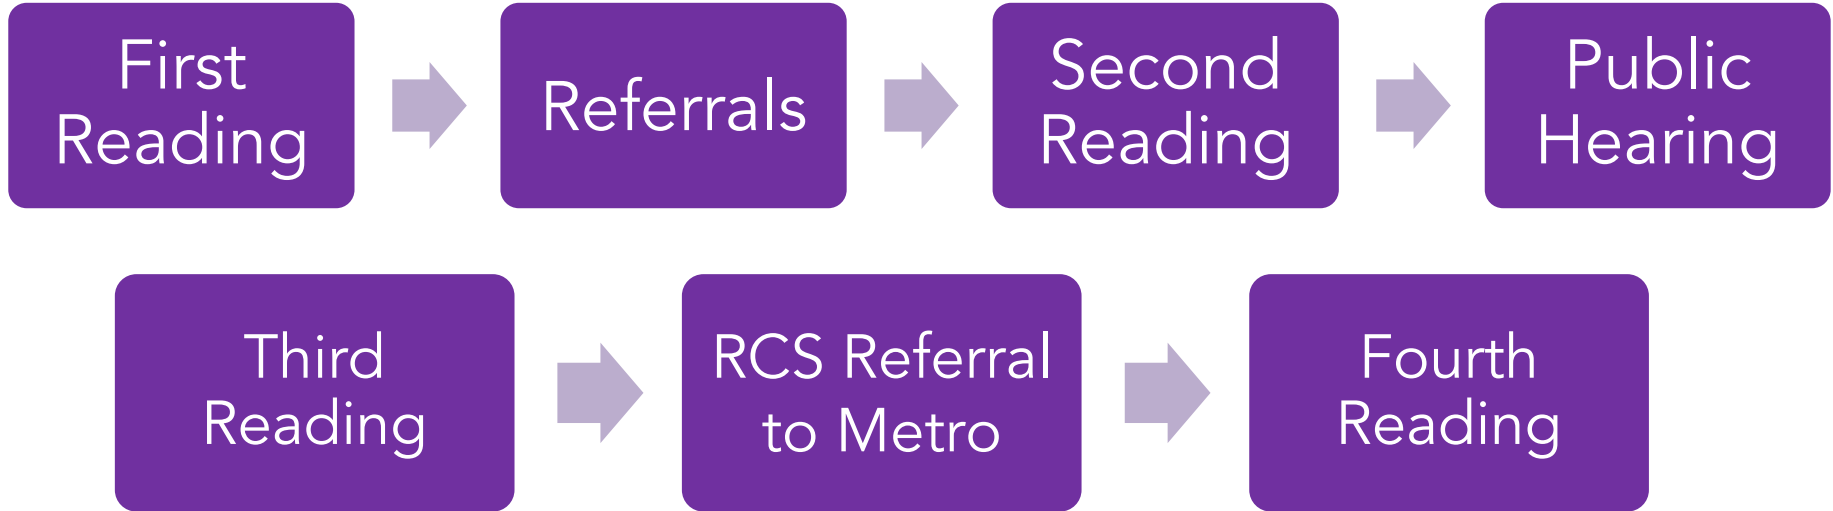 First
Reading
Referrals
Second
Reading
Public
Hearing
Third
Reading
RCS Referral
to Metro
Fourth
Reading